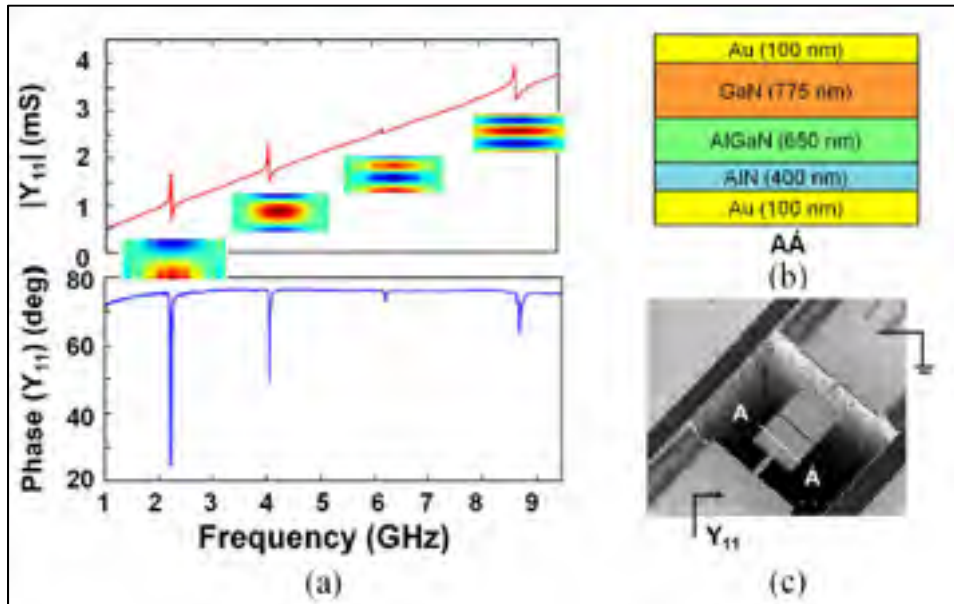 |Y11| (mS)
4
3
2
1
0
Phase (Y11) (deg)
80
60
40
20
1 2 3 4 5 6 7 8 9
Frequency (GHz)
(a)
Au (100 nm)
GaN (775 nm)
AlGaN (650 nm)
AlN (400 nm)
Au (100 nm)
AÁ
(b)
A
A
Y11
(c)